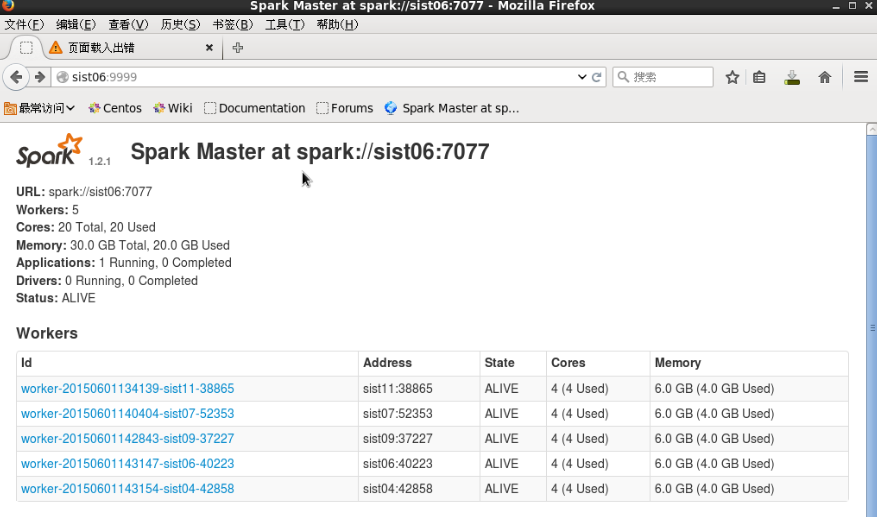 Spark Master at spark://sist06:7077 - Mozilla Firefox
文件(F) 编辑(E) 查看(V) 历史(S) 书签(B) 工具(T) 帮助(H)
页面载入出错
sist06:9999 搜索
最常访问 Centos Wiki Documentation Forums Spark Master at sp...
Spark 1.2.1 Spark Master at spark://sist06:7077
URL: spark://sist06:7077
Workers: 5
Cores: 20 Total, 20 Used
Memory: 30.0 GB Total, 20.0 GB Used
Applications: 1 Running, 0 Completed
Drivers: 0 Running, 0 Completed
Status: ALIVE
Workers
Id Address State Cores Memory
worker-20150601134139-sist11-38865 sist11:38865 ALIVE 4 (4 Used) 6.0 GB (4.0 GB Used)
worker-20150601140404-sist07-52353 sist07:52353 ALIVE 4 (4 Used) 6.0 GB (4.0 GB Used)
worker-20150601142843-sist09-37227 sist09:37227 ALIVE 4 (4 Used) 6.0 GB (4.0 GB Used)
worker-20150601143147-sist06-40223 sist06:40223 ALIVE 4 (4 Used) 6.0 GB (4.0 GB Used)
worker-20150601143154-sist04-42858 sist04:42858 ALIVE 4 (4 Used) 6.0 GB (4.0 GB Used)